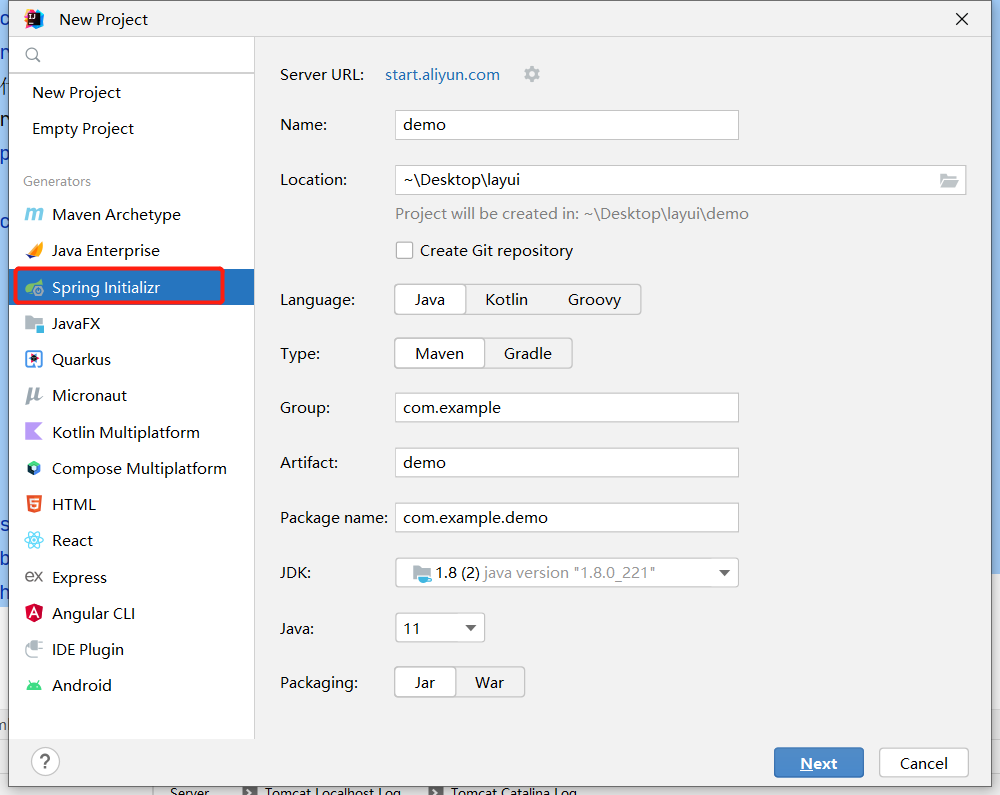 New Project
New Project
Empty Project
Generators
Maven Archetype
Java Enterprise
Spring Initializr
JavaFX
Quarkus
Micronaut
Kotlin Multiplatform
Compose Multiplatform
HTML
React
ex Express
Angular CLI
IDE Plugin
Android
Server URL: start.aliyun.com
Name: demo
Location: ~\Desktop\layui
Project will be created in: ~\Desktop\layui\demo
Create Git repository
Language: Java Kotlin Groovy
Type: Maven Gradle
Group: com.example
Artifact: demo
Package name: com.example.demo
JDK: 1.8 (2) java version "1.8.0_221"
Java: 11
Packaging: Jar War
? Next Cancel
Server Tomcat Localhost Log Tomcat Catalina Log